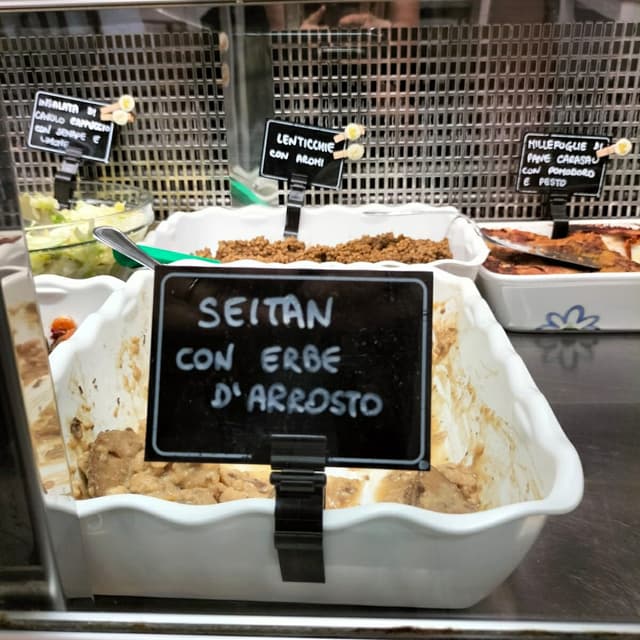 INSALATA DI
CAVOLO CAPPUCCIO
CON SENAPE E
LIMONE
LENTICCHIE
CON AROMI
MILLEFOGLIE DI
PANE CARASAU
CON POMODORO
E PESTO
SEITAN
CON ERBE
D'ARROSTO